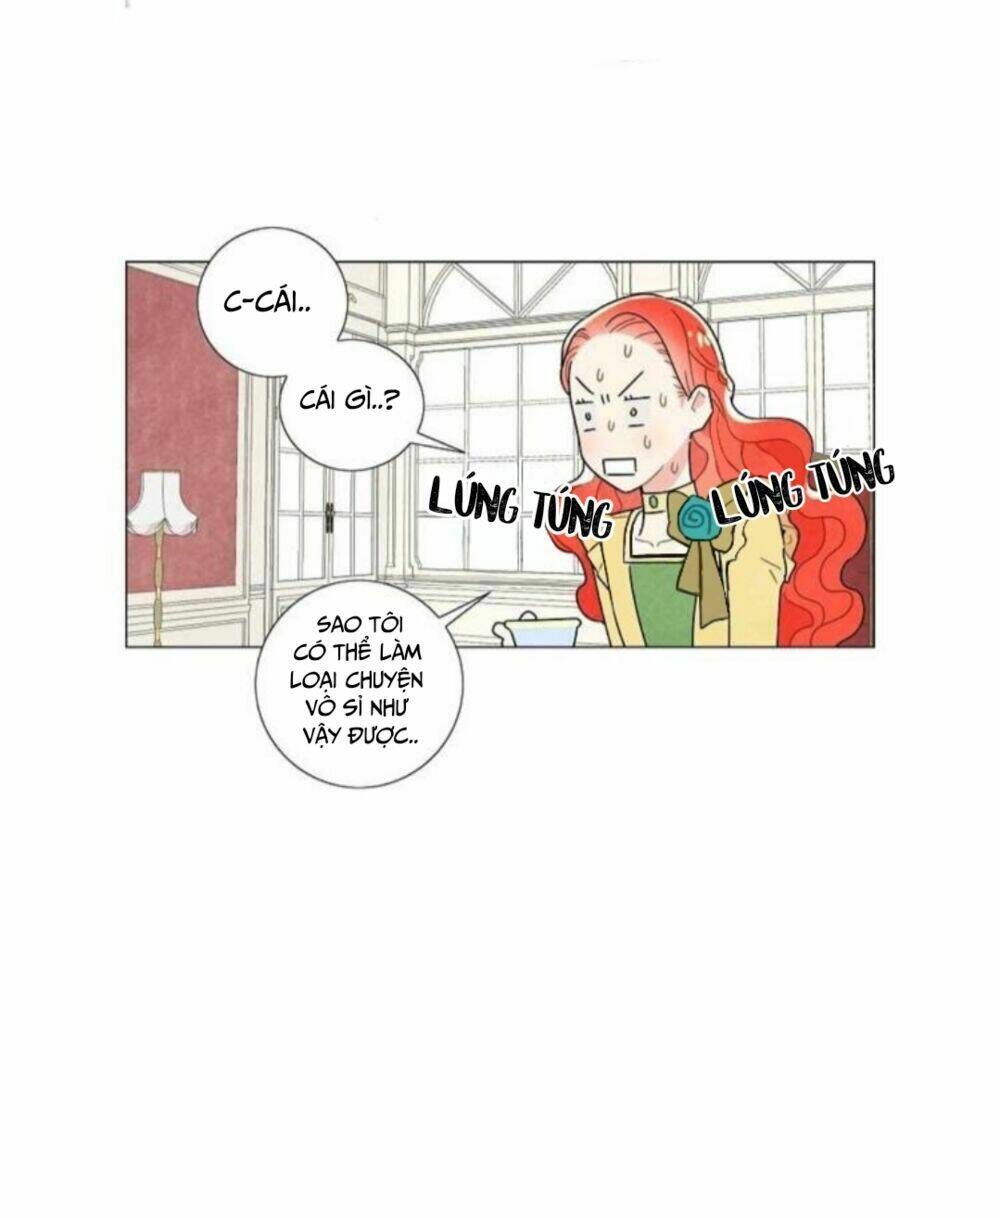 C-CÁI..
CÁI GÌ..?
LÚNG TÚNG
LÚNG TÚNG
SAO TÔI
CÓ THỂ LÀM
LOẠI CHUYỆN
VÔ SỈ NHƯ
VẬY ĐƯỢC..